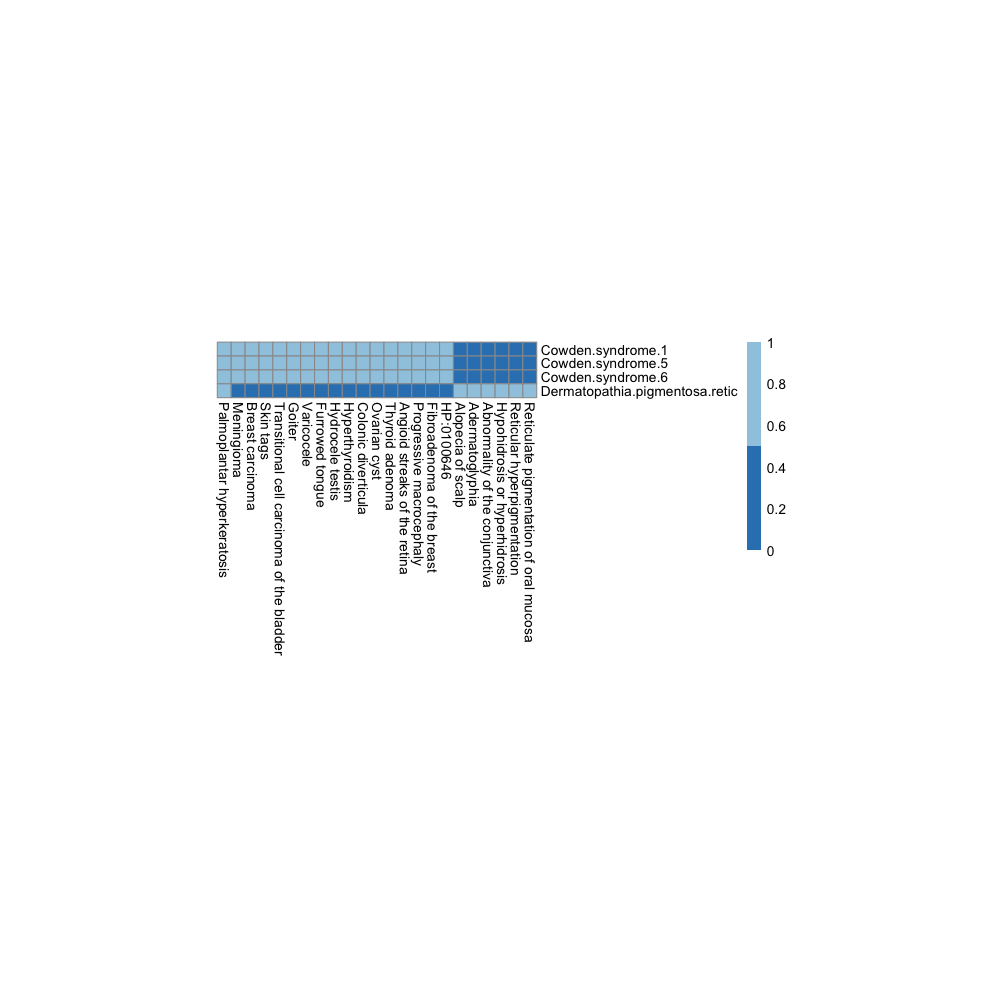 Cowden.syndrome.1
Cowden.syndrome.5
Cowden.syndrome.6
Dermatopathia.pigmentosa.retic
Palmoplantar hyperkeratosis
Meningioma
Breast carcinoma
Skin tags
Transitional cell carcinoma of the bladder
Goiter
Varicocele
Furrowed tongue
Hydrocele testis
Hyperthyroidism
Colonic diverticula
Ovarian cyst
Thyroid adenoma
Angioid streaks of the retina
Progressive macrocephaly
Fibroadenoma of the breast
HP:0100646
Alopecia of scalp
Adermatoglyphia
Abnormality of the conjunctiva
Hypohidrosis or hyperhidrosis
Reticular hyperpigmentation
Reticulate pigmentation of oral mucosa
1
0.8
0.6
0.4
0.2
0